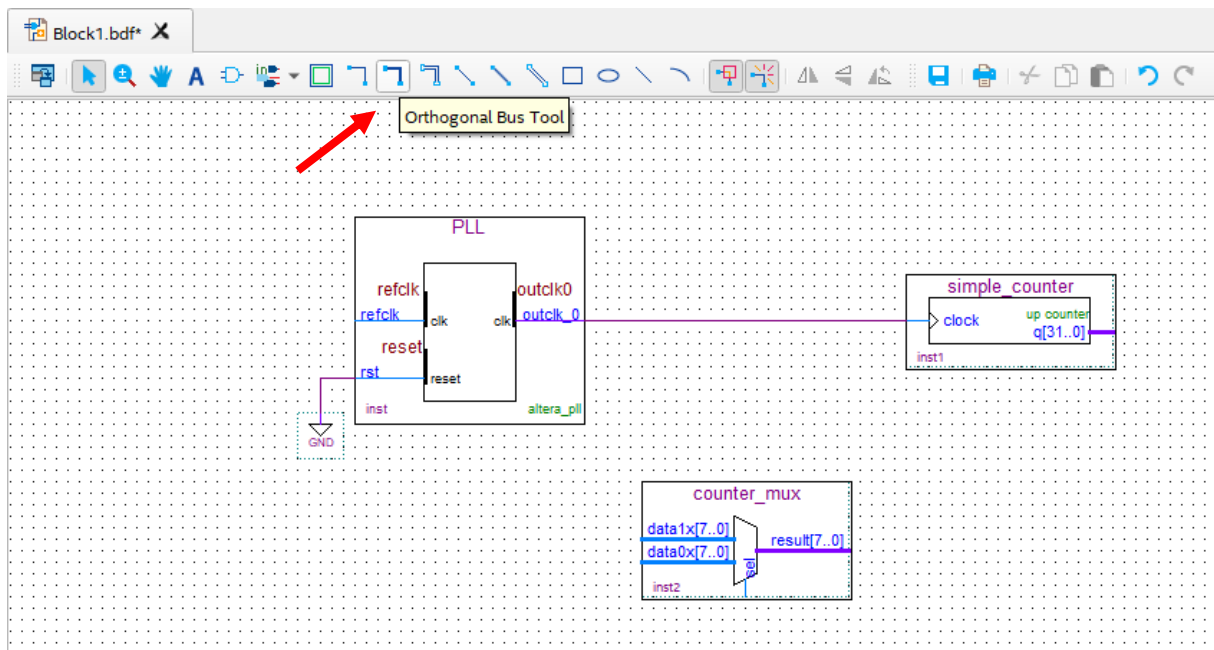 Block1.bdf*
A
in
Orthogonal Bus Tool
PLL
refclk
outclk0
refclk
clk
clk
outclk_0
reset
rst
reset
inst
altera_pll
GND
simple_counter
clock
up counter
q[31..0]
inst1
counter_mux
data1x[7..0]
data0x[7..0]
result[7..0]
sel
inst2